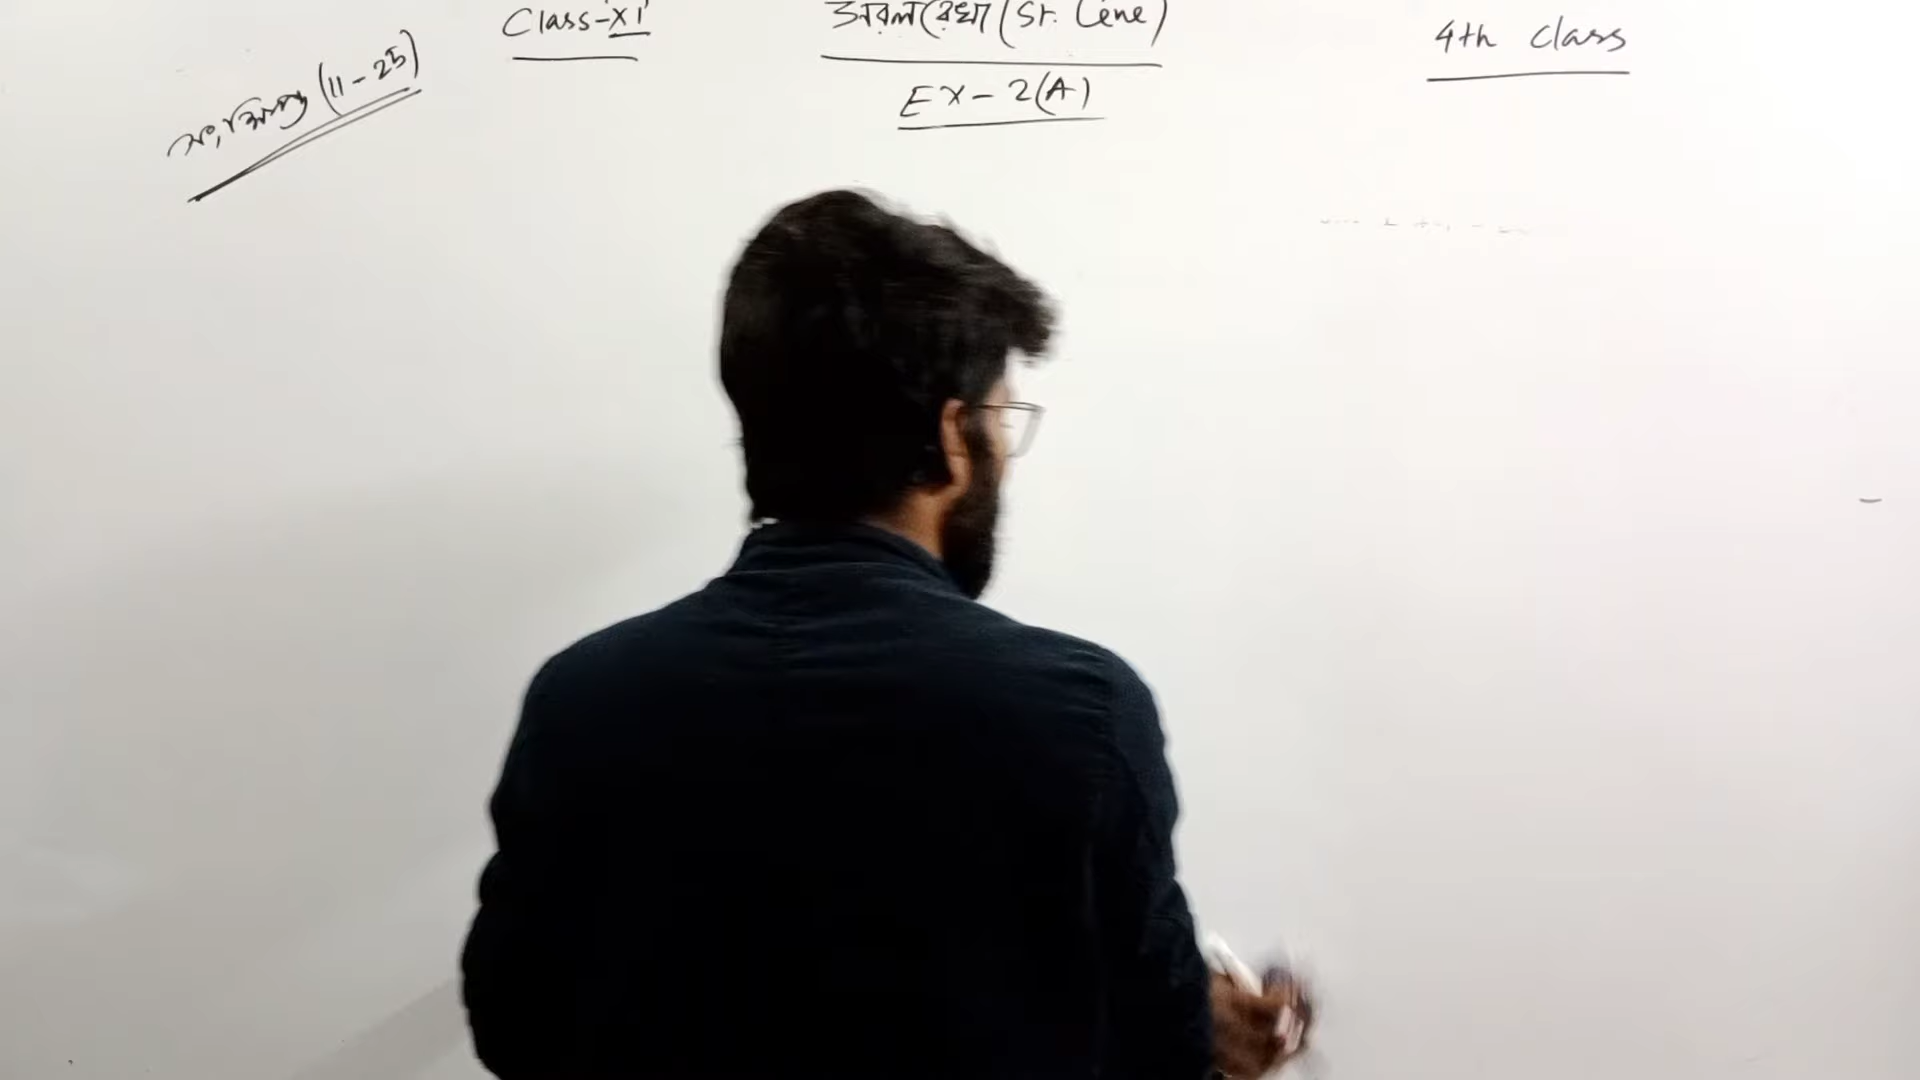 Class-XI
সরলরেখা (St. Line)
4th class
EX-2(A)
সংক্ষিপ্ত (11-25)